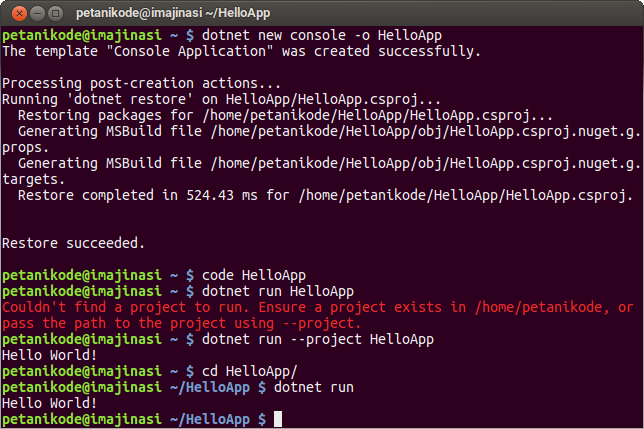 petanikode@imajinasi ~/HelloApp
petanikode@imajinasi ~ $ dotnet new console -o HelloApp
The template "Console Application" was created successfully.
Processing post-creation actions...
Running 'dotnet restore' on HelloApp/HelloApp.csproj...
  Restoring packages for /home/petanikode/HelloApp/HelloApp.csproj...
  Generating MSBuild file /home/petanikode/HelloApp/obj/HelloApp.csproj.nuget.g.
props.
  Generating MSBuild file /home/petanikode/HelloApp/obj/HelloApp.csproj.nuget.g.
targets.
  Restore completed in 524.43 ms for /home/petanikode/HelloApp/HelloApp.csproj.
Restore succeeded.
petanikode@imajinasi ~ $ code HelloApp
petanikode@imajinasi ~ $ dotnet run HelloApp
Couldn't find a project to run. Ensure a project exists in /home/petanikode, or
pass the path to the project using --project.
petanikode@imajinasi ~ $ dotnet run --project HelloApp
Hello World!
petanikode@imajinasi ~ $ cd HelloApp/
petanikode@imajinasi ~/HelloApp $ dotnet run
Hello World!
petanikode@imajinasi ~/HelloApp $